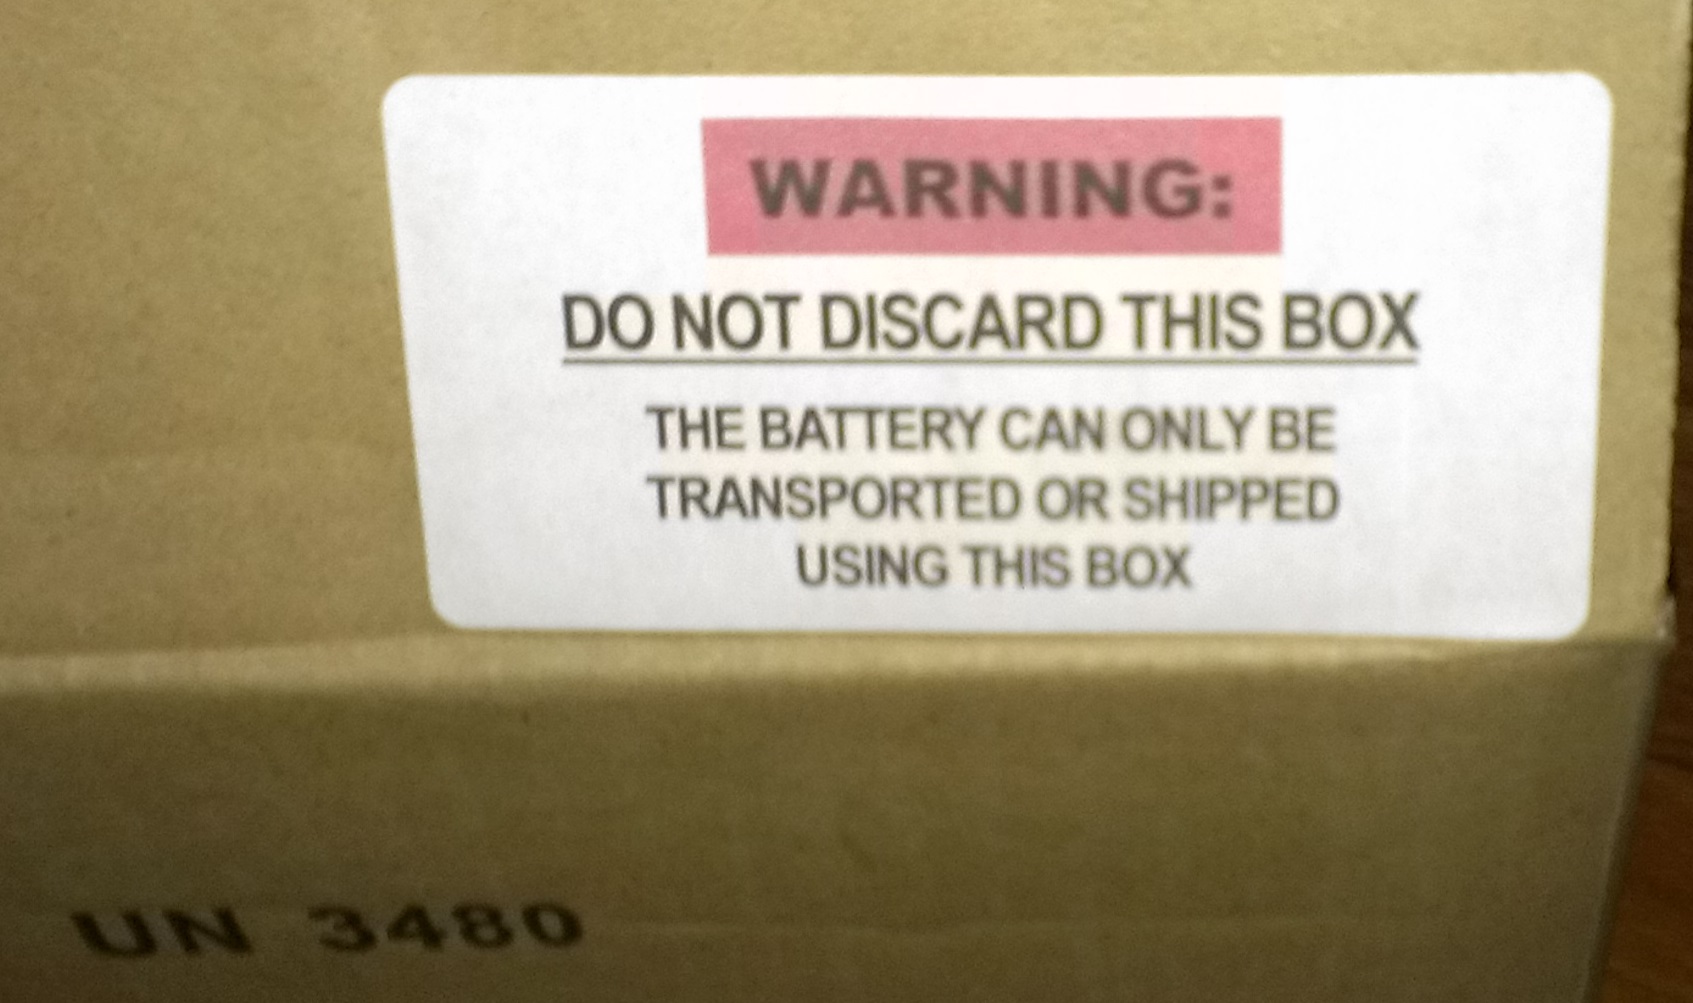 WARNING:
DO NOT DISCARD THIS BOX
THE BATTERY CAN ONLY BE
TRANSPORTED OR SHIPPED
USING THIS BOX
UN 3480